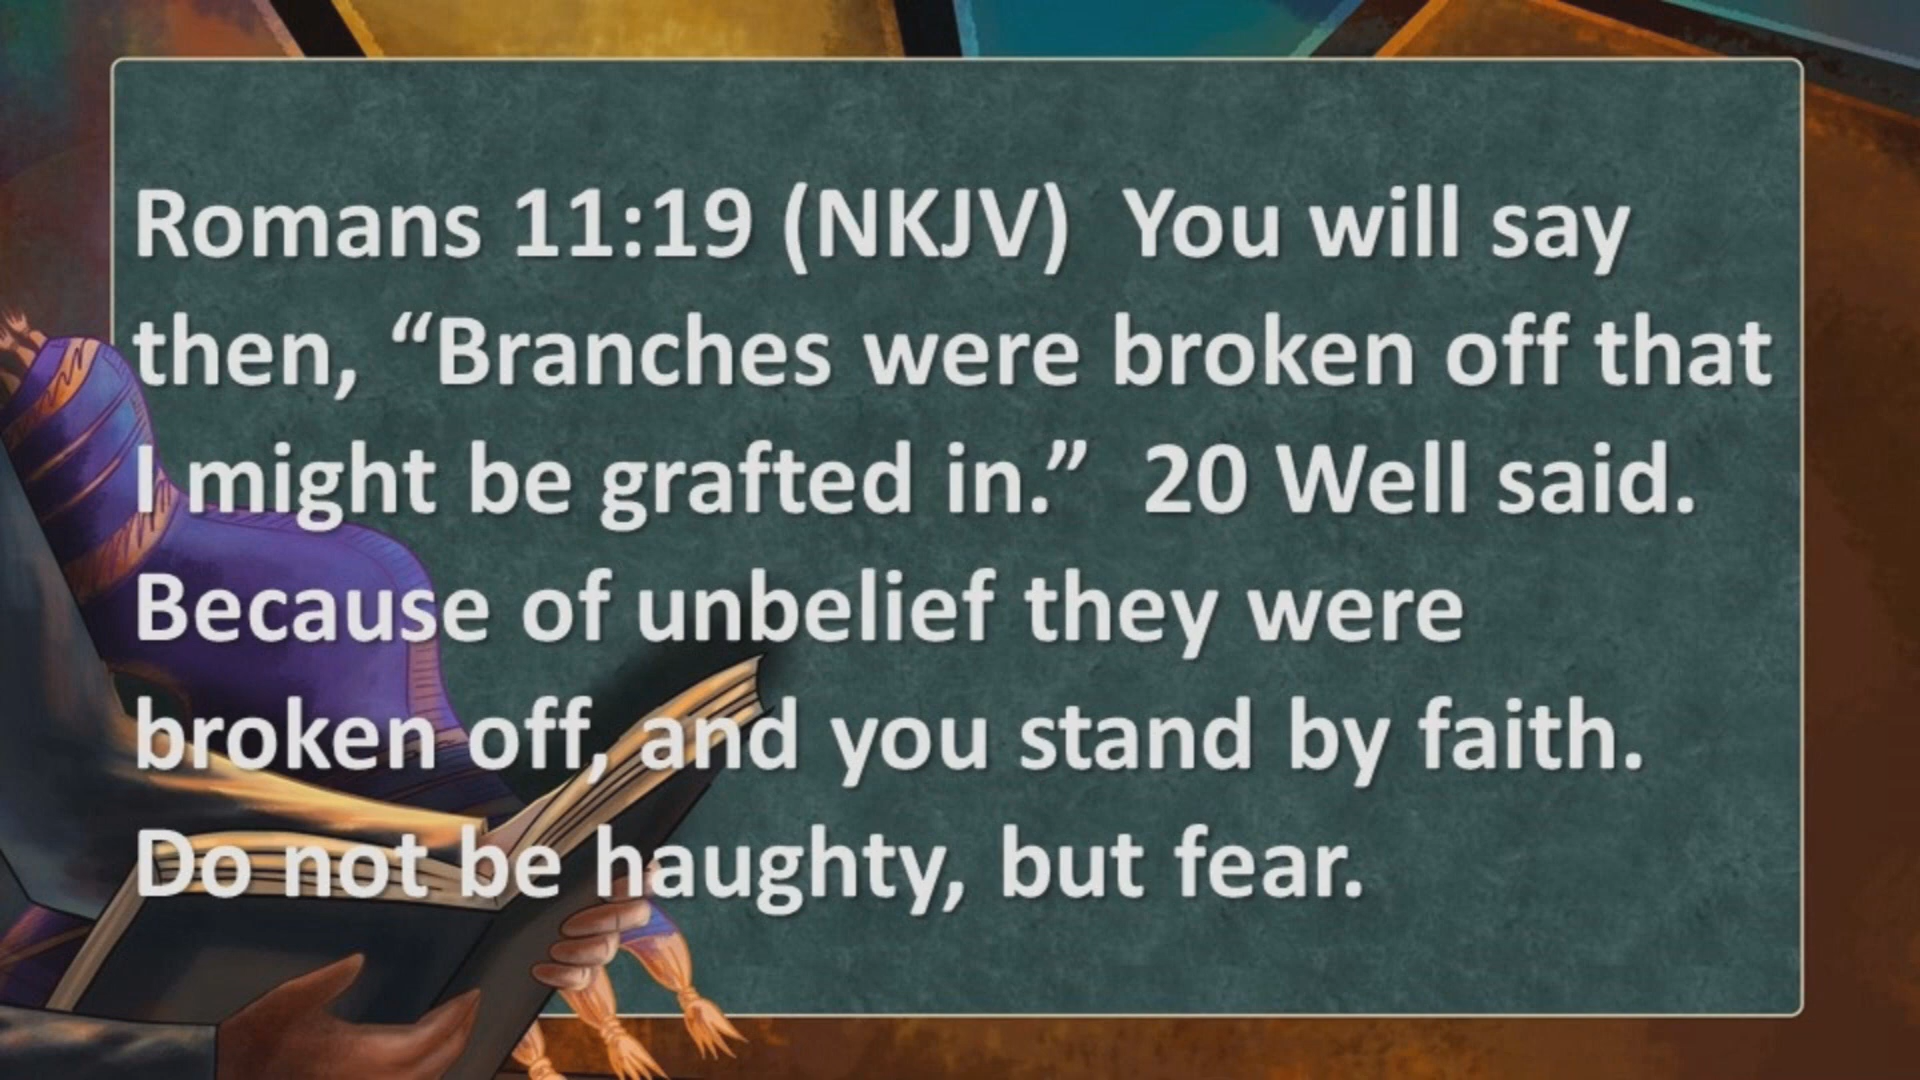 Romans 11:19 (NKJV)  You will say
then, “Branches were broken off that
I might be grafted in.”  20 Well said.
Because of unbelief they were
broken off, and you stand by faith.
Do not be haughty, but fear.